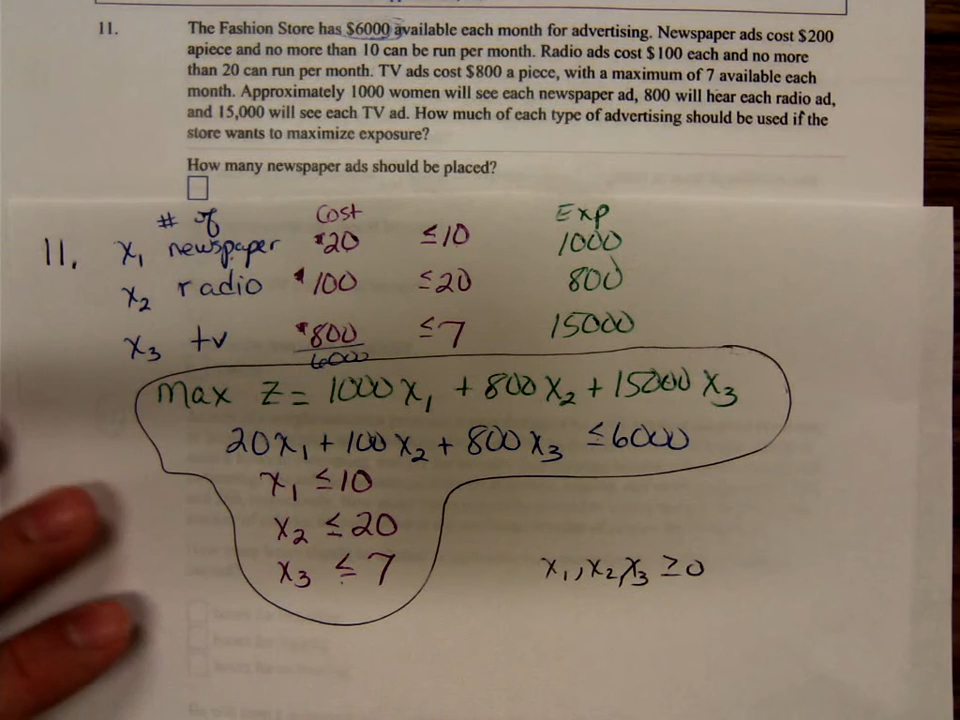 11. The Fashion Store has $6000 available each month for advertising. Newspaper ads cost $200
apiece and no more than 10 can be run per month. Radio ads cost $100 each and no more
than 20 can run per month. TV ads cost $800 a piece, with a maximum of 7 available each
month. Approximately 1000 women will see each newspaper ad, 800 will hear each radio ad,
and 15,000 will see each TV ad. How much of each type of advertising should be used if the
store wants to maximize exposure?
How many newspaper ads should be placed?
# of Cost Exp
11. x₁ newspaper $20 ≤10 1000
x₂ radio $100 ≤20 800
x₃ tv $800 ≤7 15000
6000
Max Z = 1000x₁ + 800x₂ + 15000x₃
20x₁ + 100x₂ + 800x₃ ≤6000
x₁ ≤10
x₂ ≤20
x₃ ≤7 x₁,x₂,x₃ ≥0